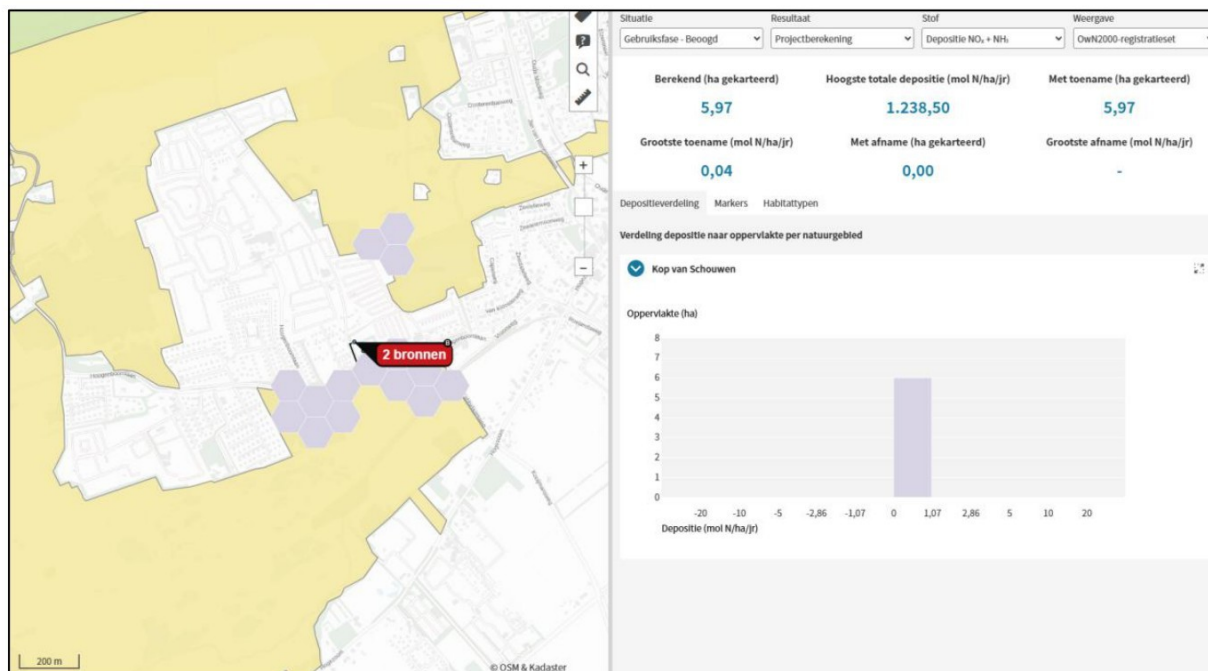 Situatie Resultaat Stof Weergave
Gebruiksfase - Beoogd Projectberekening Depositie NOₓ + NH₃ OwN2000-registratieset
Berekend (ha gekarteerd) Hoogste totale depositie (mol N/ha/jr) Met toename (ha gekarteerd)
5,97 1.238,50 5,97
Grootste toename (mol N/ha/jr) Met afname (ha gekarteerd) Grootste afname (mol N/ha/jr)
0,04 0,00 -
Depositieverdeling Markers Habitattypen
Verdeling depositie naar oppervlakte per natuurgebied
Kop van Schouwen
Oppervlakte (ha)
8
7
6
5
4
3
2
1
0
-20 -10 -5 -2,86 -1,07 0 1,07 2,86 5 10 20
Depositie (mol N/ha/jr)
2 bronnen
200 m
© OSM & Kadaster